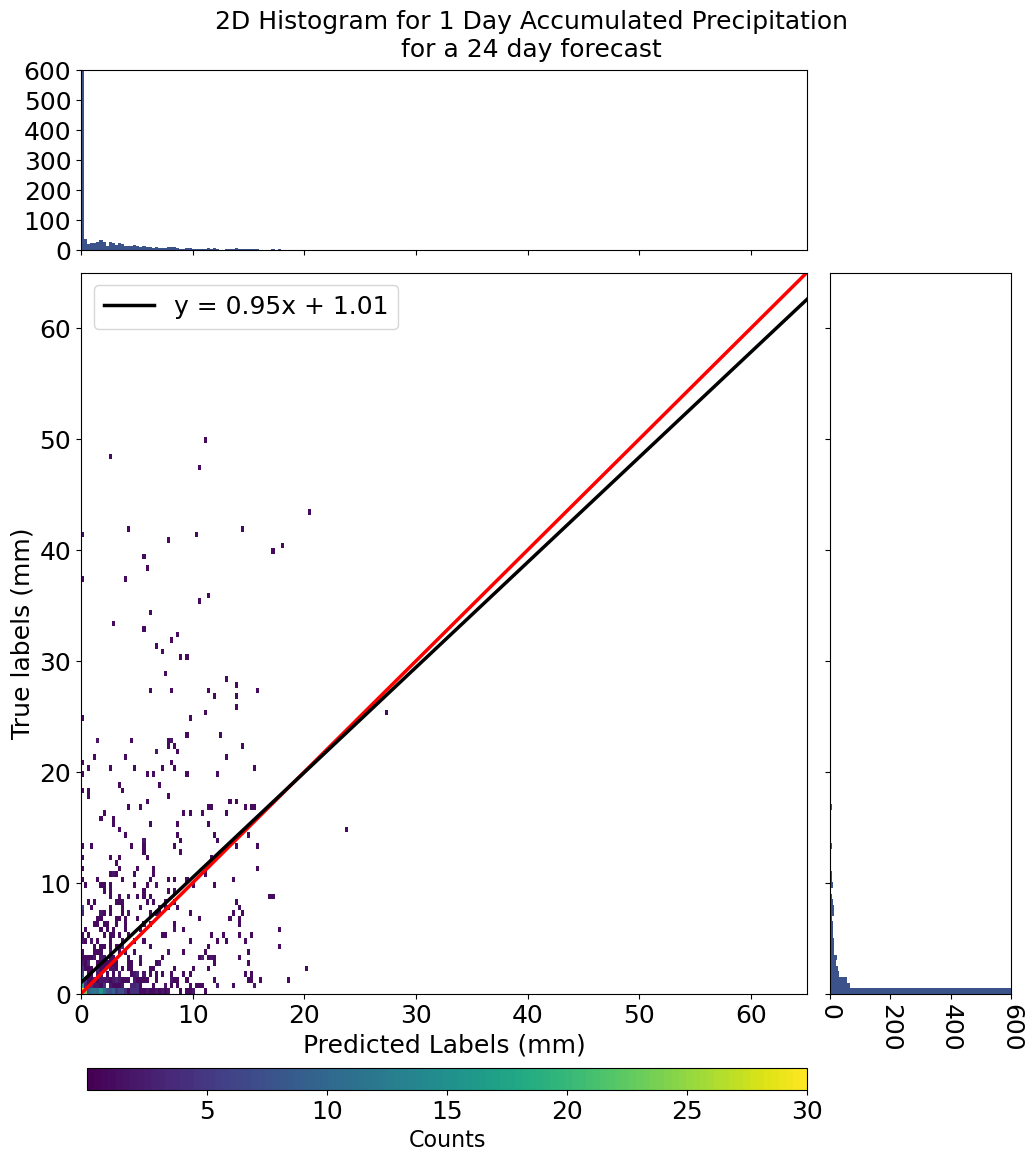 2D Histogram for 1 Day Accumulated Precipitation
for a 24 day forecast
600
500
400
300
200
100
0
y = 0.95x + 1.01
60
50
40
30
20
10
0
True labels (mm)
0 10 20 30 40 50 60
Predicted Labels (mm)
0 200 400 600
5 10 15 20 25 30
Counts